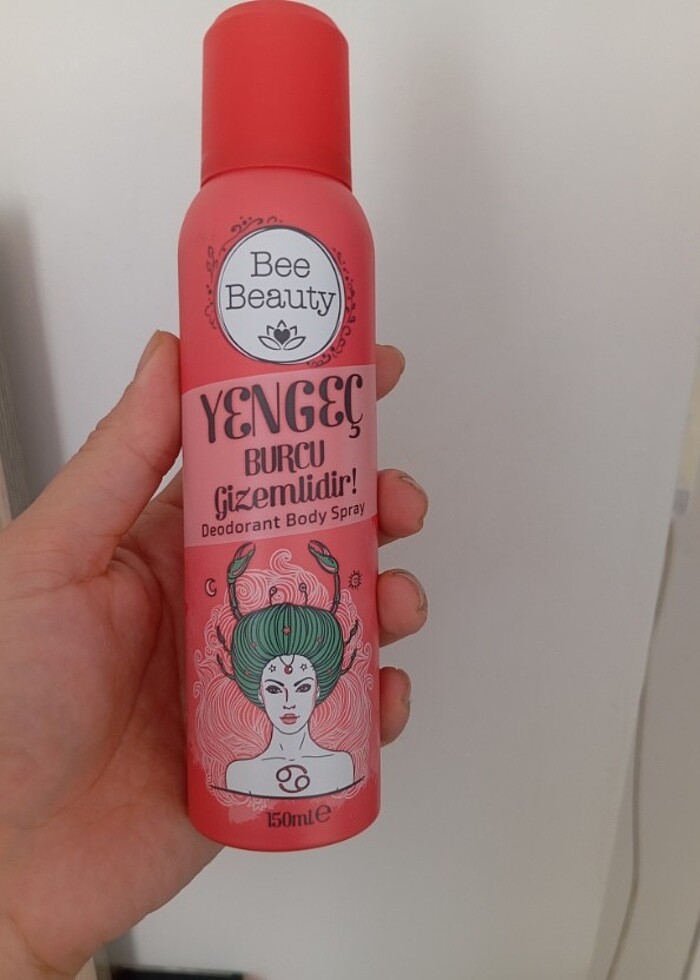 Bee
Beauty
YENGEÇ
BURCU
Gizemlidir!
Deodorant Body Spray
150ml e